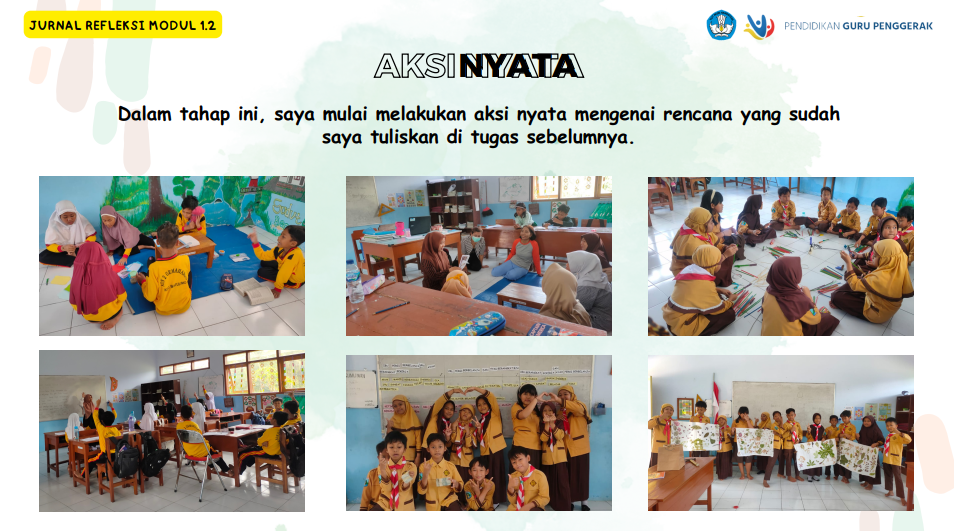 JURNAL REFLEKSI MODUL 1.2
PENDIDIKAN GURU PENGGERAK
AKSI NYATA
Dalam tahap ini, saya mulai melakukan aksi nyata mengenai rencana yang sudah
saya tuliskan di tugas sebelumnya.